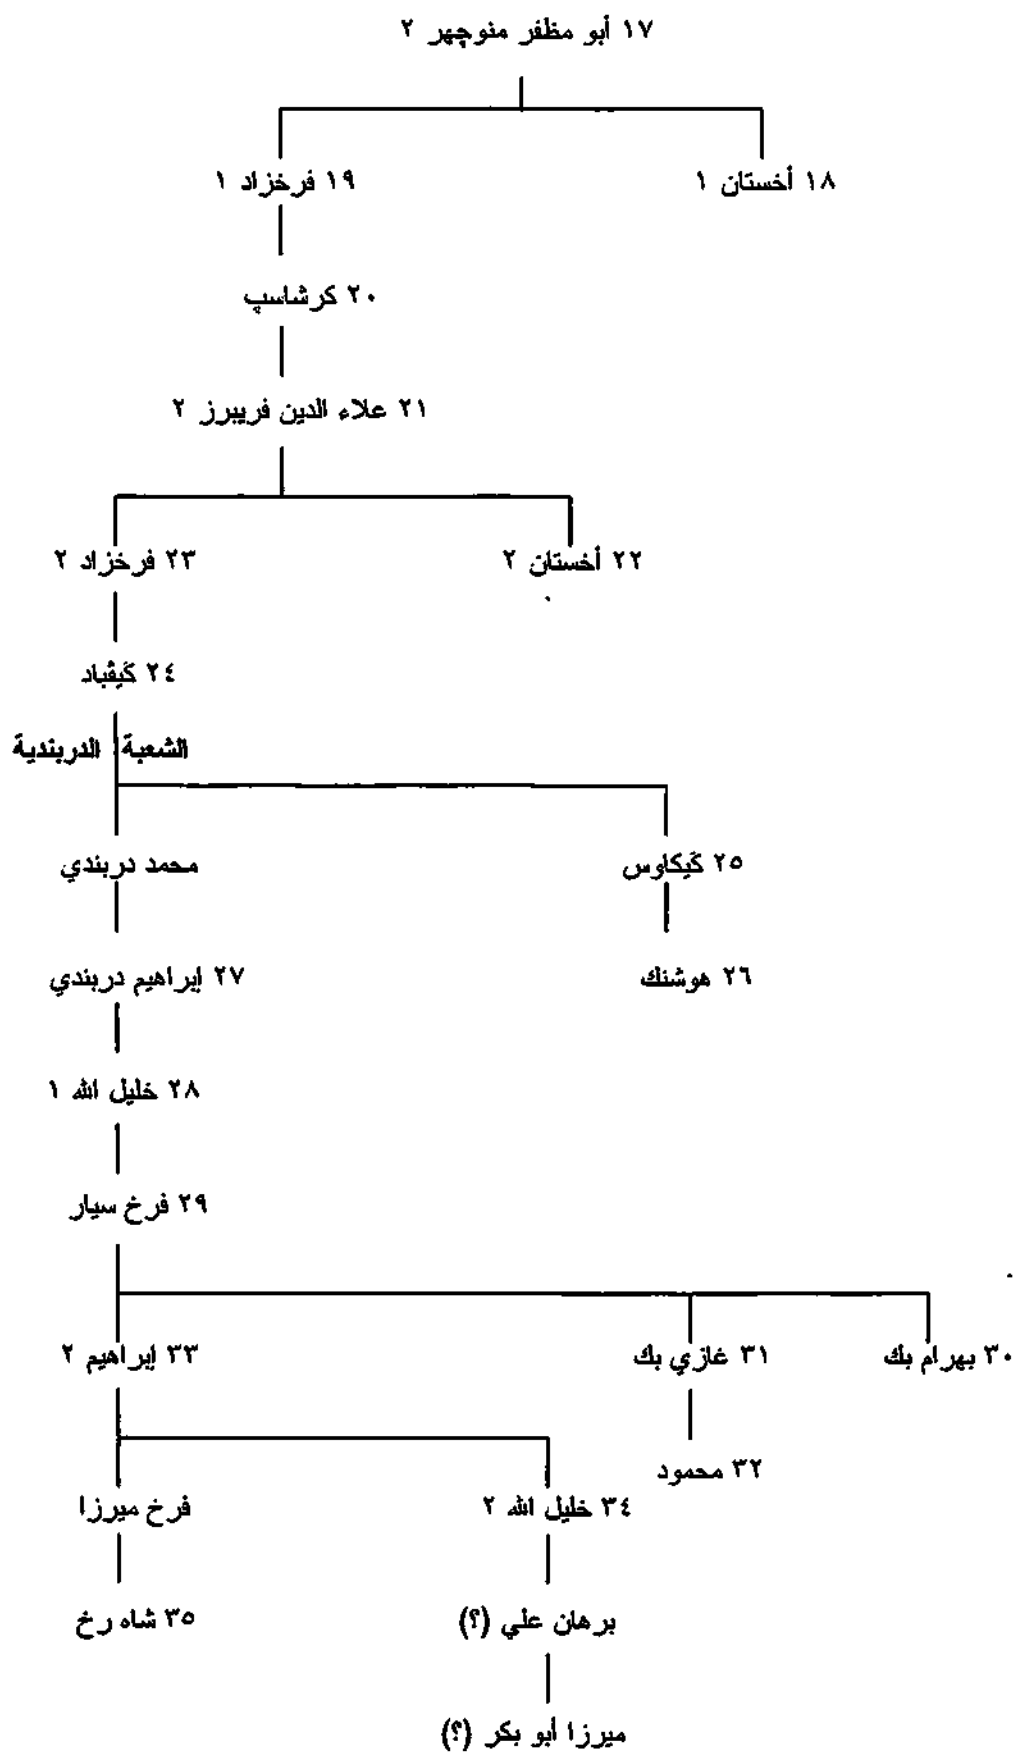 ١٧ أبو مظفر منوچهر ٢
١٨ أخستان ١
١٩ فرخزاد ١
٢٠ كرشاسپ
٢١ علاء الدين فريبرز ٢
٢٢ أخستان ٢
٢٣ فرخزاد ٢
٢٤ كَيقباد
الشعبة الدربندية
٢٥ كَيكاوس
محمد دربندي
٢٦ هوشنك
٢٧ إبراهيم دربندي
٢٨ خليل الله ١
٢٩ فرخ سيار
٣٠ بهرام بك
٣١ غازي بك
٣٣ إبراهيم ٢
٣٢ محمود
٣٤ خليل الله ٢
فرخ ميرزا
برهان علي (؟)
٣٥ شاه رخ
ميرزا أبو بكر (؟)